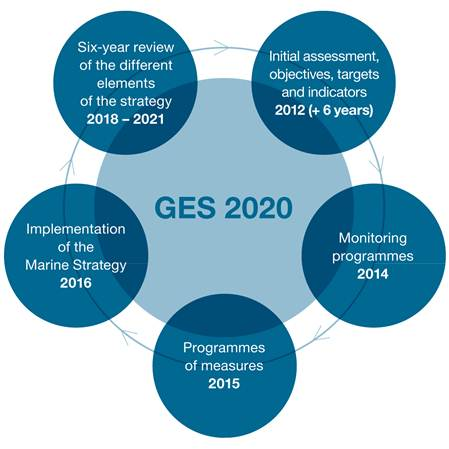 Six-year review
of the different
elements
of the strategy
2018 – 2021
Initial assessment,
objectives, targets
and indicators
2012 (+ 6 years)
GES 2020
Implementation
of the
Marine Strategy
2016
Monitoring
programmes
2014
Programmes
of measures
2015